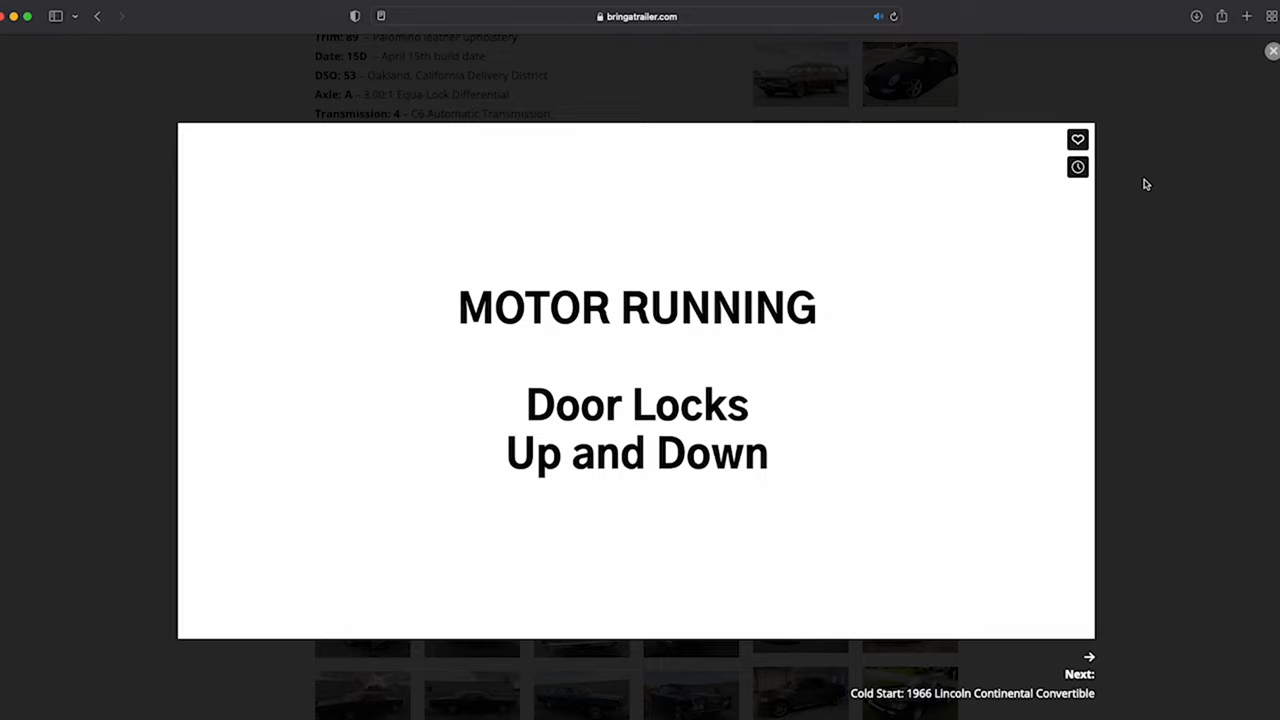 bringatrailer.com
Trim: 89 – Palomino leather upholstery
Date: 15D – April 15th build date
DSO: 53 – Oakland, California Delivery District
Axle: A – 3.00:1 Equa-Lock Differential
Transmission: 4 – C6 Automatic Transmission
MOTOR RUNNING
Door Locks
Up and Down
Next:
Cold Start: 1966 Lincoln Continental Convertible